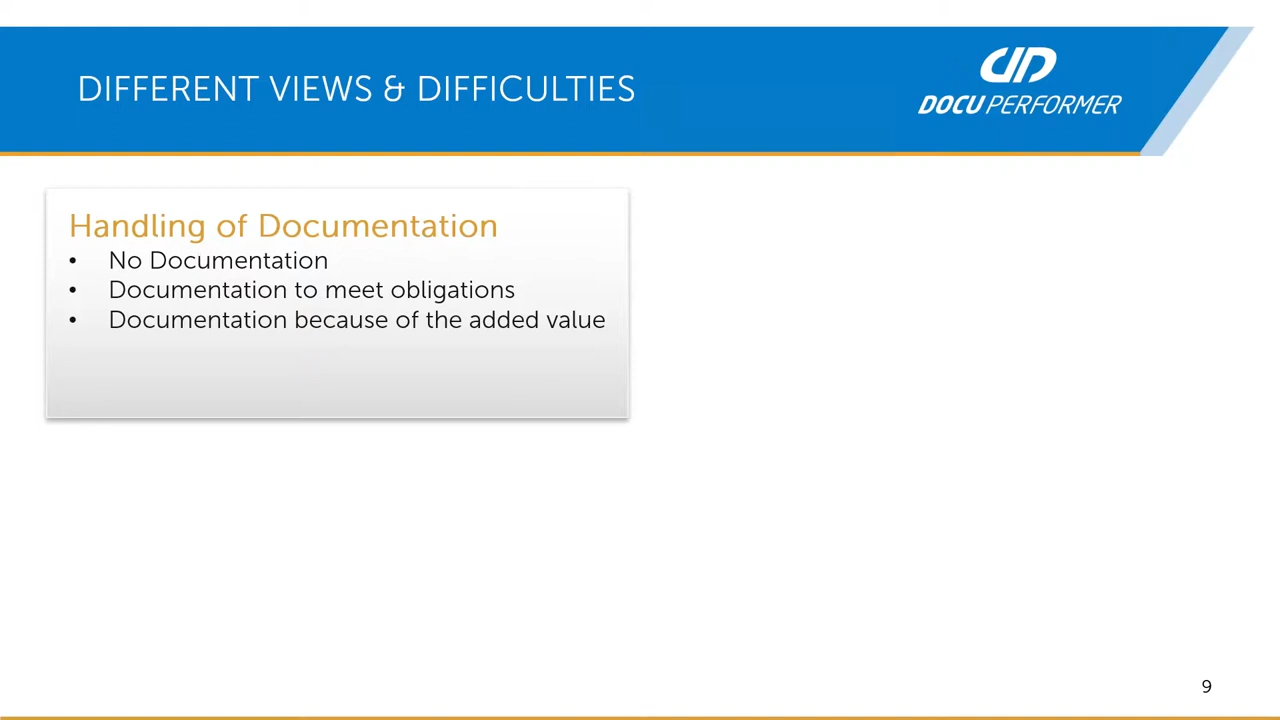 DIFFERENT VIEWS & DIFFICULTIES
DOCU PERFORMER
Handling of Documentation
• No Documentation
• Documentation to meet obligations
• Documentation because of the added value
9